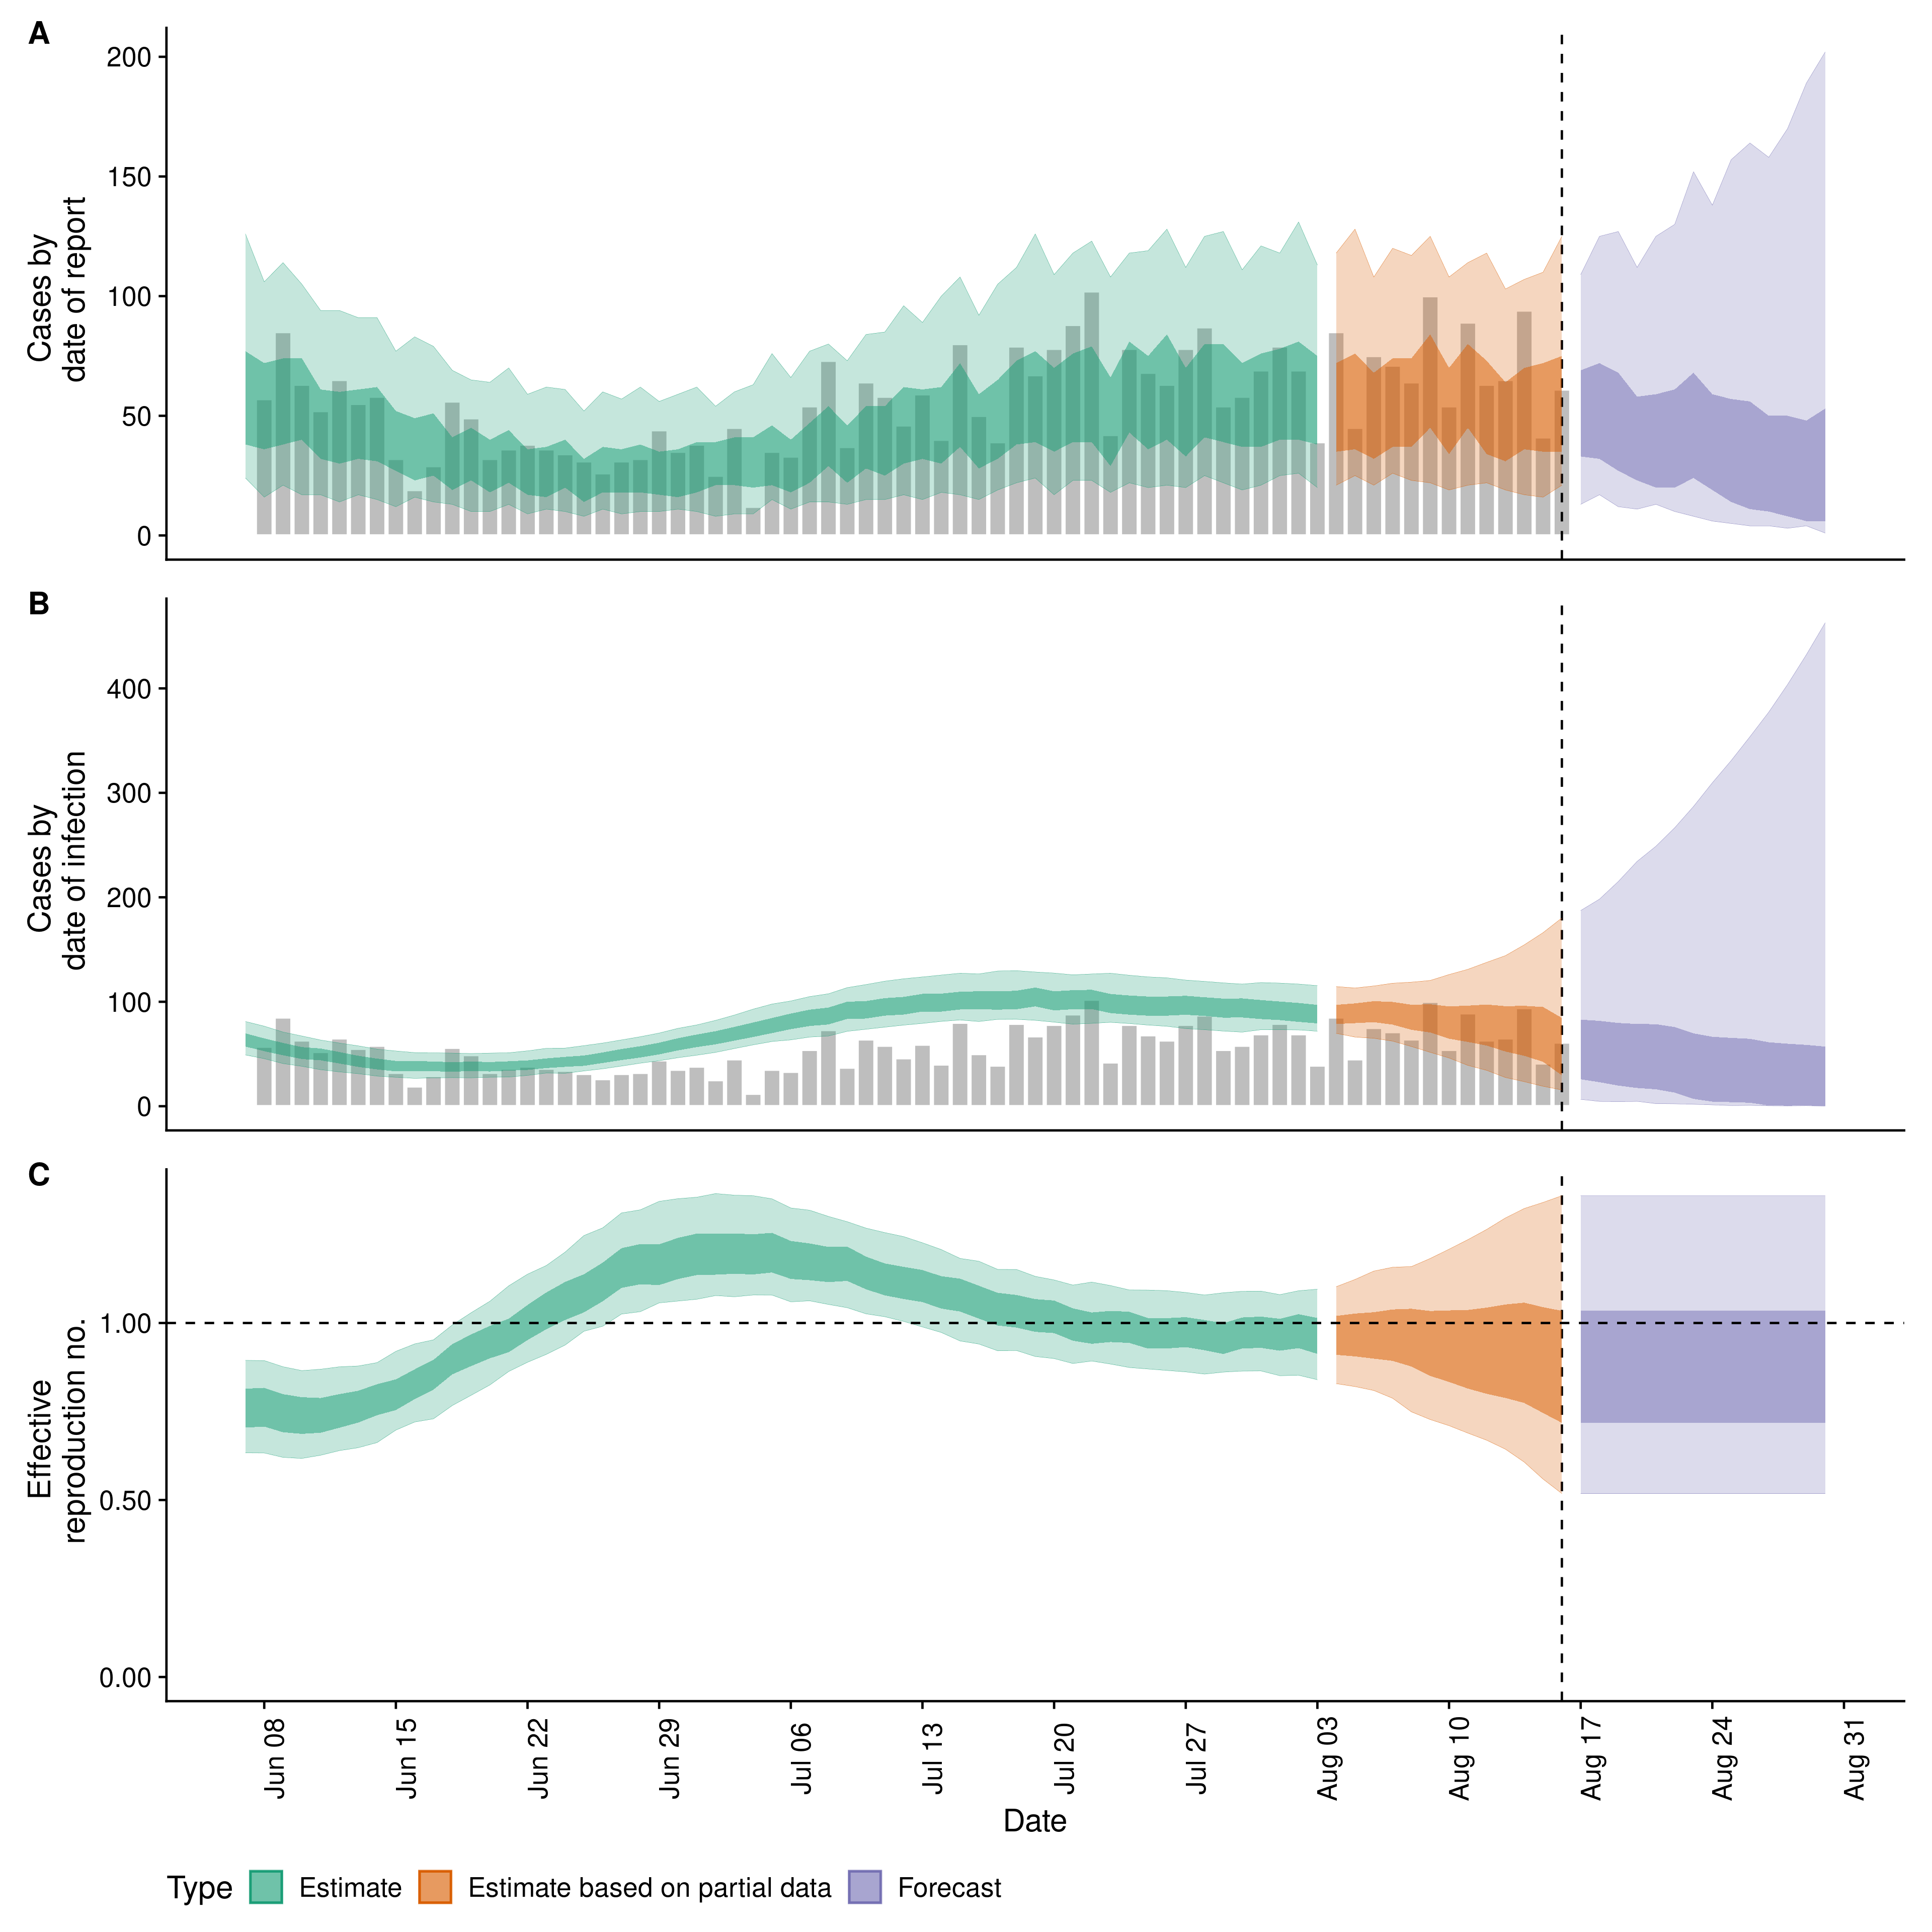 A
Cases by
date of report
200
150
100
50
0
B
Cases by
date of infection
400
300
200
100
0
C
Effective
reproduction no.
1.00
0.50
0.00
Jun 08
Jun 15
Jun 22
Jun 29
Jul 06
Jul 13
Jul 20
Jul 27
Aug 03
Aug 10
Aug 17
Aug 24
Aug 31
Date
Type Estimate Estimate based on partial data Forecast